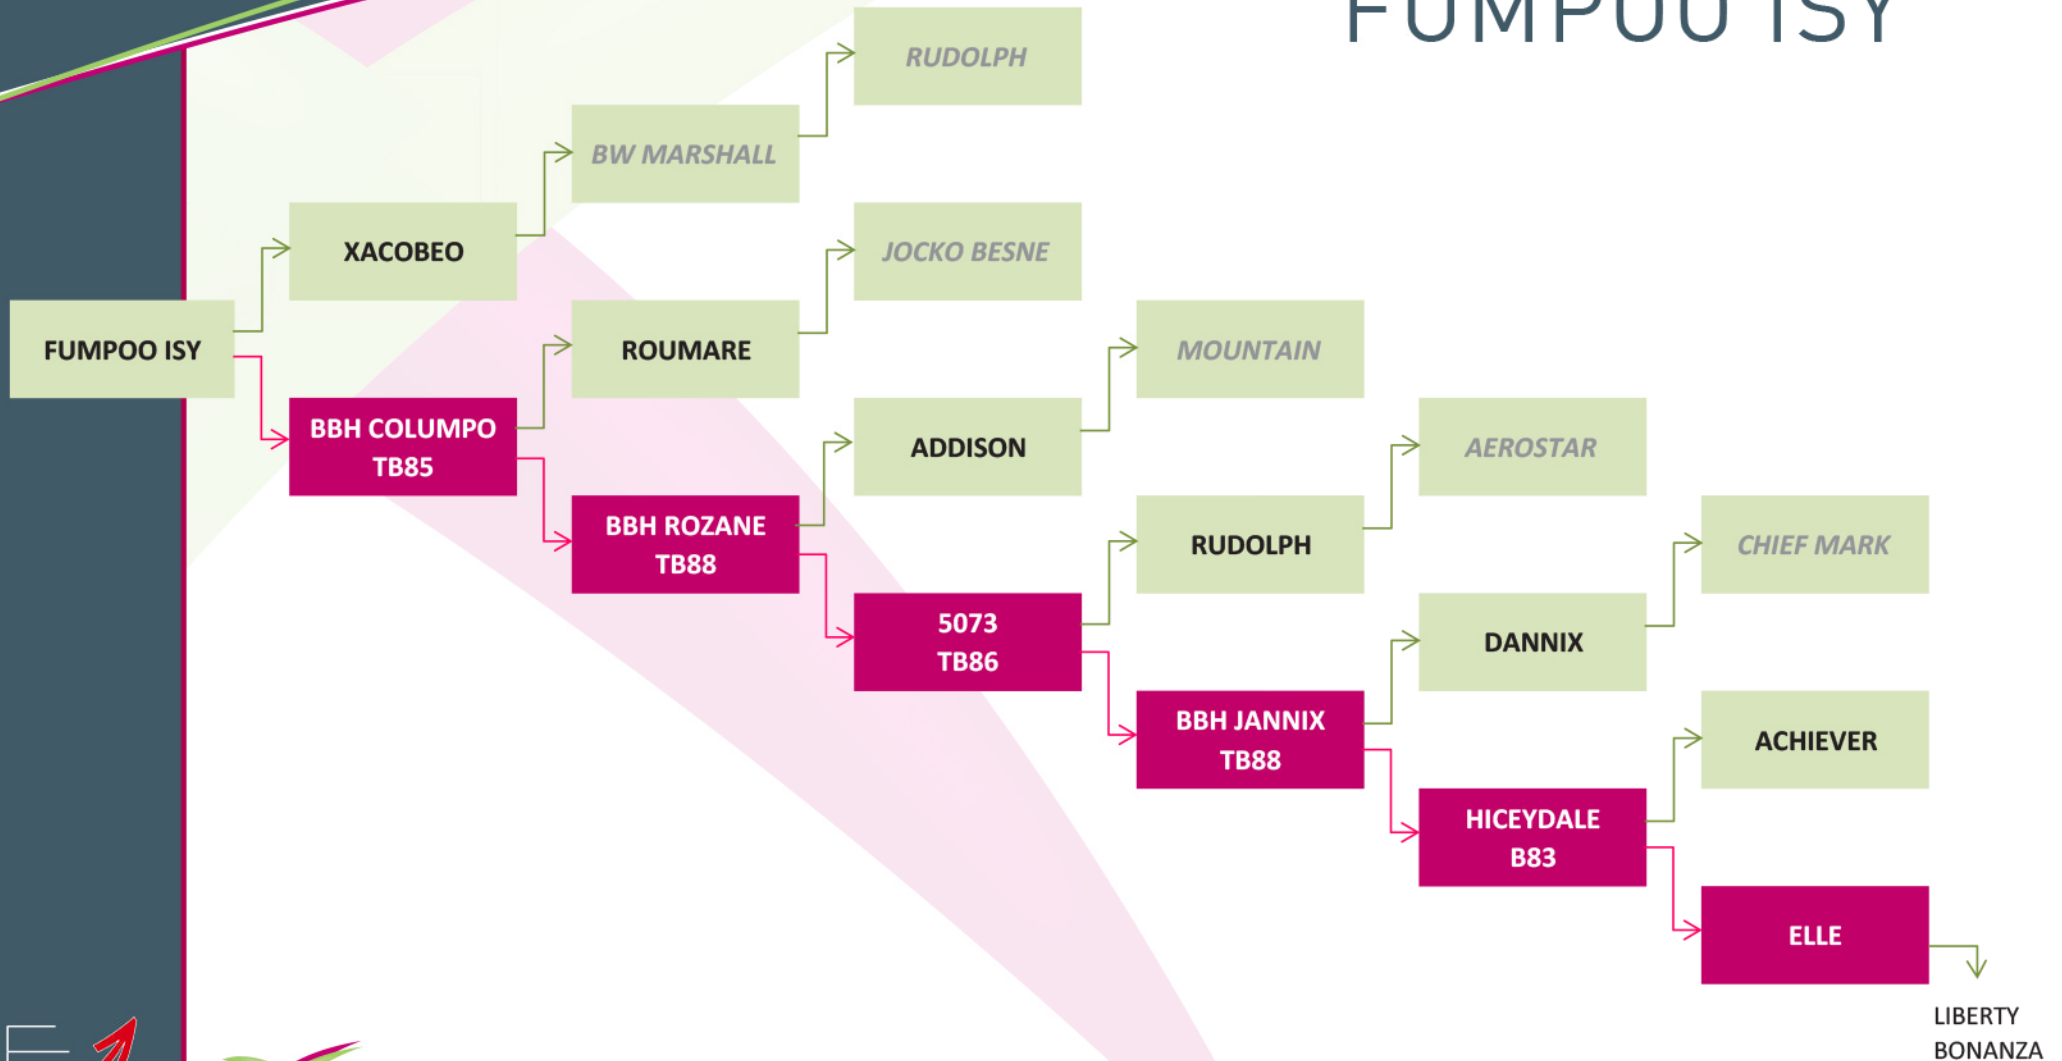 FUMPOO ISY
RUDOLPH
BW MARSHALL
XACOBEO
JOCKO BESNE
FUMPOO ISY
ROUMARE
MOUNTAIN
BBH COLUMPO
TB85
ADDISON
AEROSTAR
BBH ROZANE
TB88
RUDOLPH
CHIEF MARK
5073
TB86
DANNIX
BBH JANNIX
TB88
ACHIEVER
HICEYDALE
B83
ELLE
LIBERTY
BONANZA